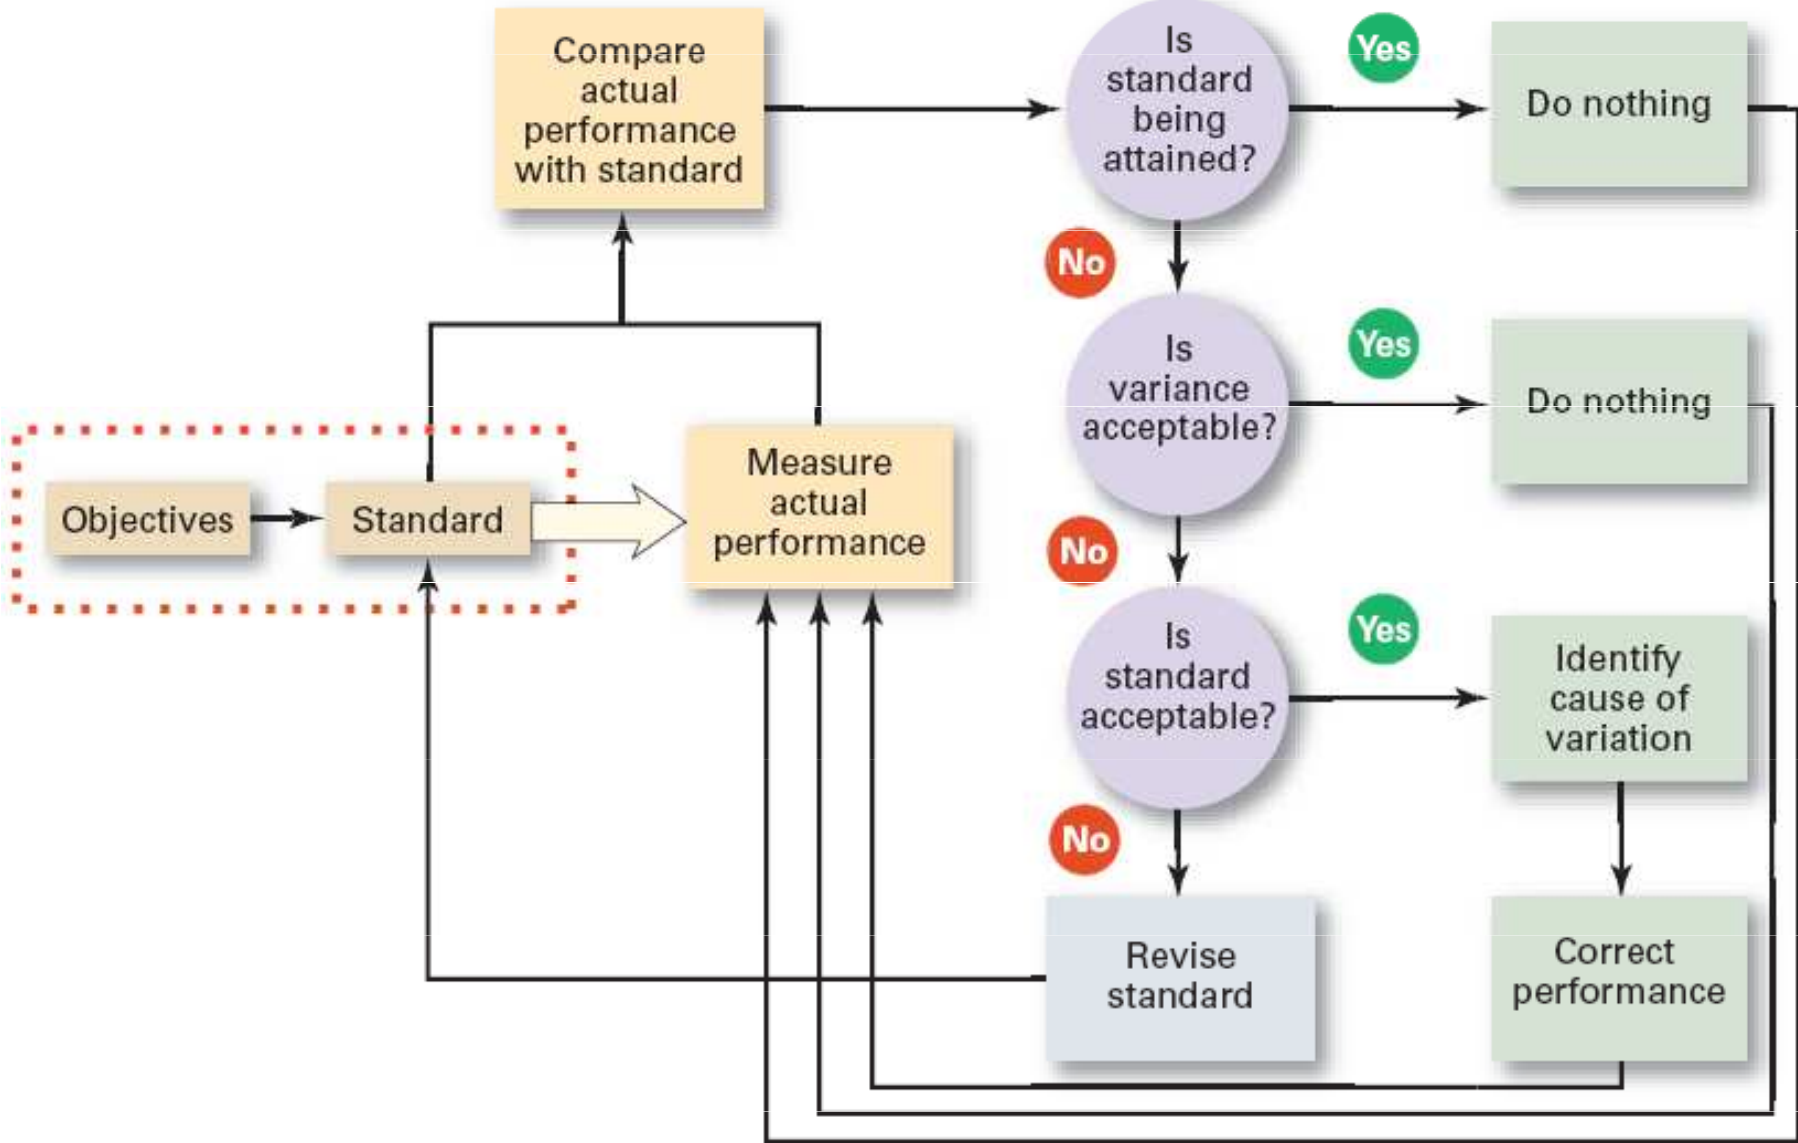 Compare
actual
performance
with standard
Is
standard
being
attained?
Yes
Do nothing
No
Is
variance
acceptable?
Yes
Do nothing
Objectives
Standard
Measure
actual
performance
No
Is
standard
acceptable?
Yes
Identify
cause of
variation
No
Revise
standard
Correct
performance